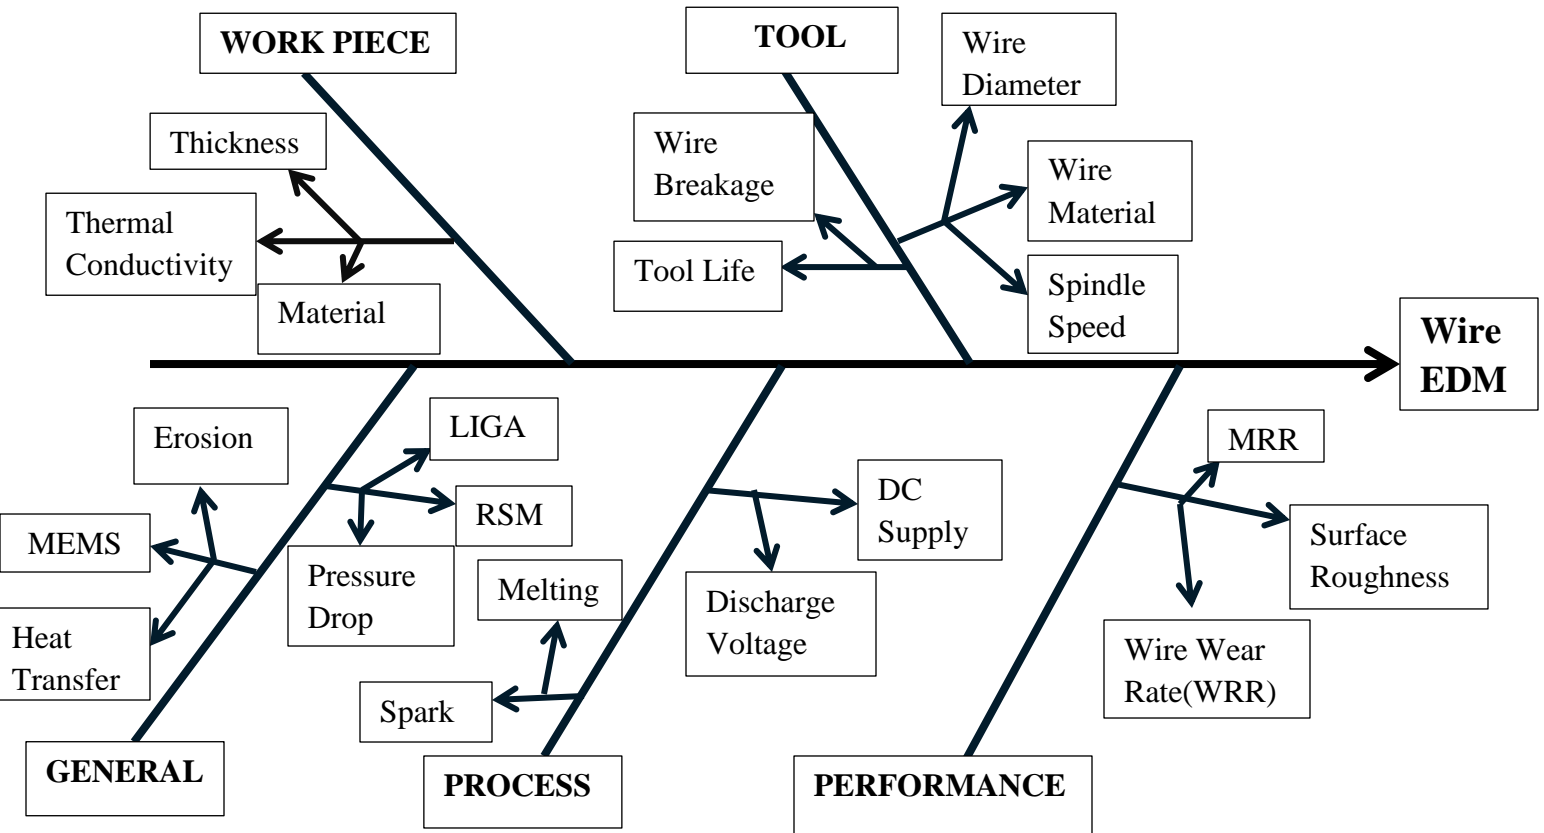 WORK PIECE
TOOL
Wire
Diameter
Thickness
Wire
Breakage
Wire
Material
Thermal
Conductivity
Tool Life
Spindle
Speed
Material
Wire
EDM
Erosion
LIGA
MRR
DC
Supply
RSM
MEMS
Surface
Roughness
Pressure
Drop
Melting
Discharge
Voltage
Heat
Transfer
Wire Wear
Rate(WRR)
Spark
GENERAL
PROCESS
PERFORMANCE